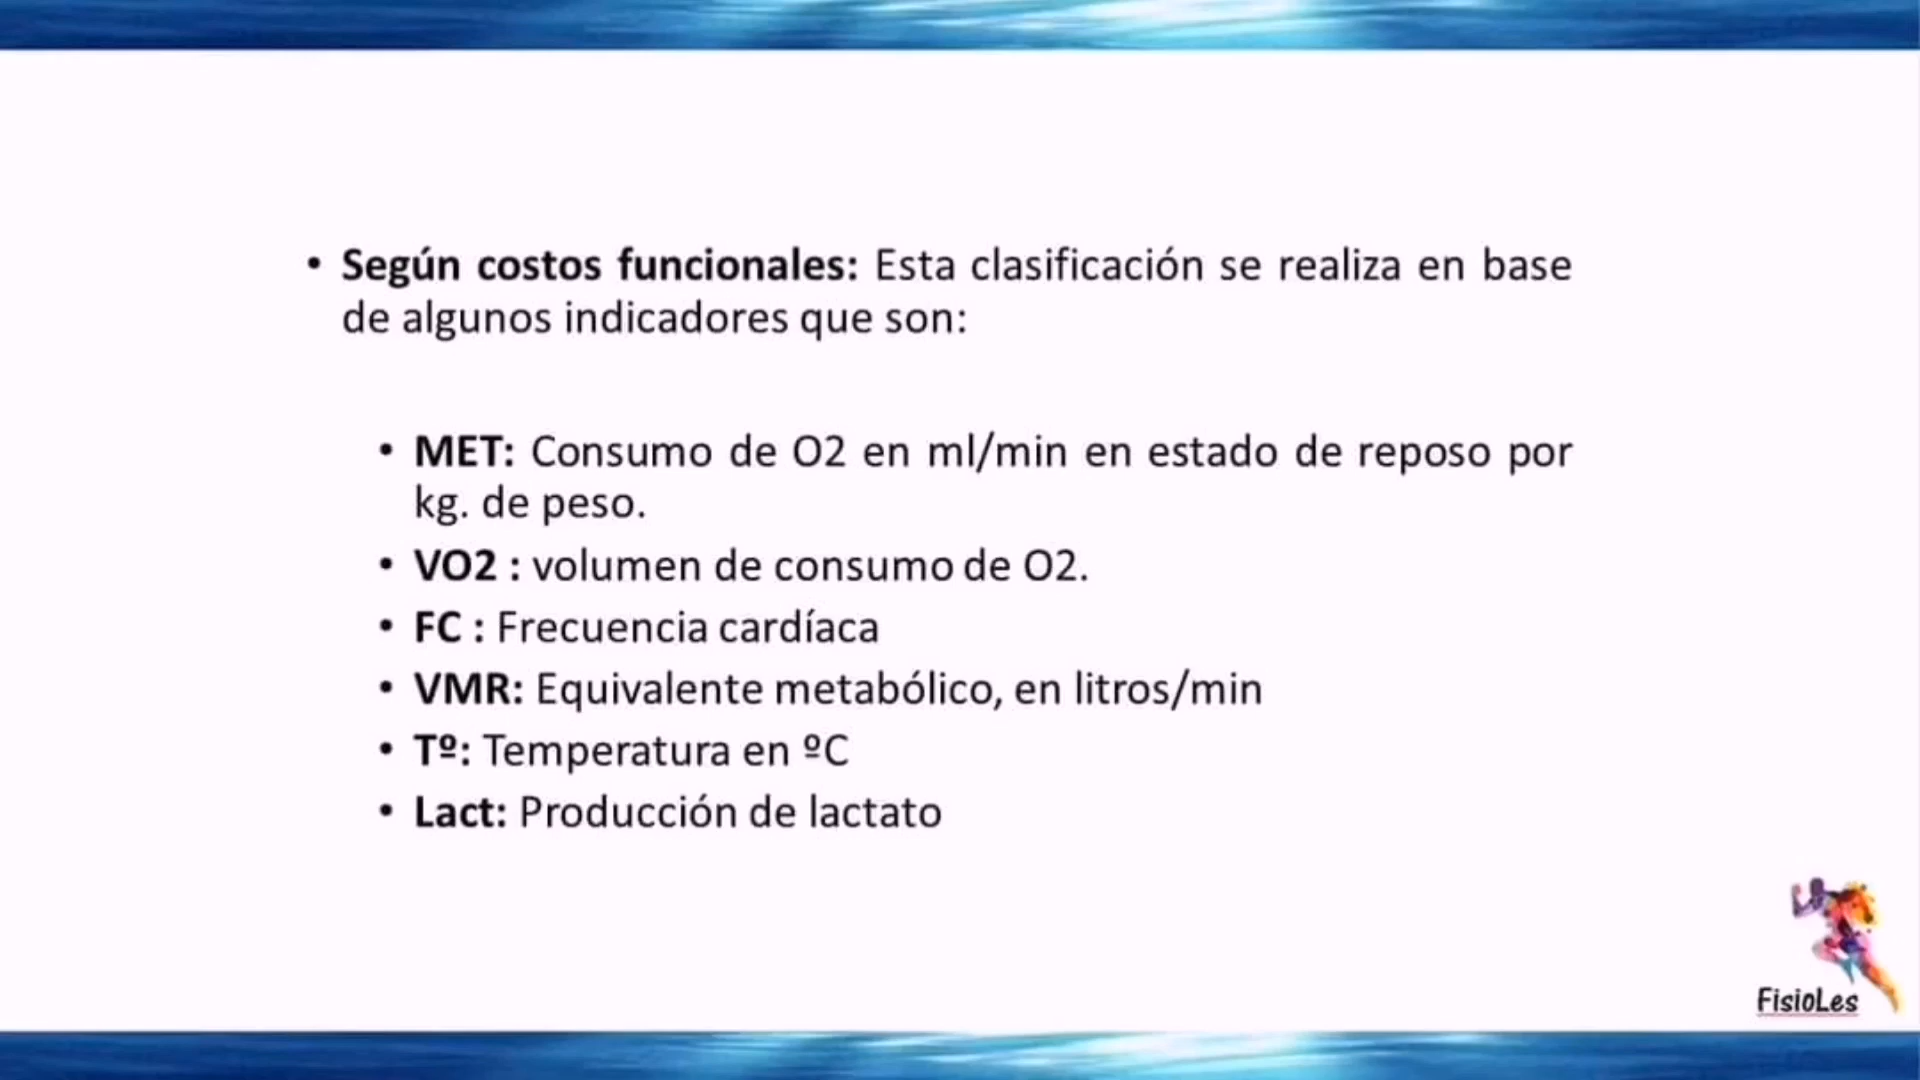 • Según costos funcionales: Esta clasificación se realiza en base
de algunos indicadores que son:
• MET: Consumo de O2 en ml/min en estado de reposo por
kg. de peso.
• VO2 : volumen de consumo de O2.
• FC : Frecuencia cardíaca
• VMR: Equivalente metabólico, en litros/min
• Tº: Temperatura en ºC
• Lact: Producción de lactato
FisioLes